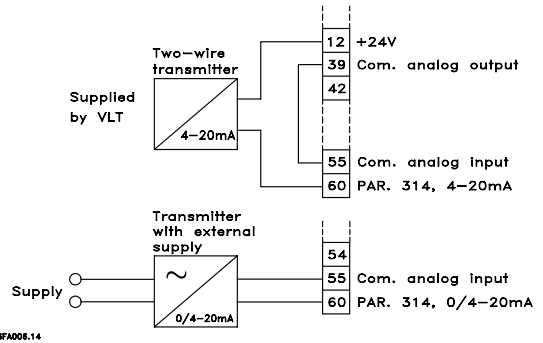 12 +24V
Two-wire
transmitter
39 Com. analog output
42
Supplied
by VLT
4-20mA
55 Com. analog input
60 PAR. 314, 4-20mA
Transmitter
with external
supply
54
~
55 Com. analog input
Supply
60 PAR. 314, 0/4-20mA
0/4-20mA
SFA006.14